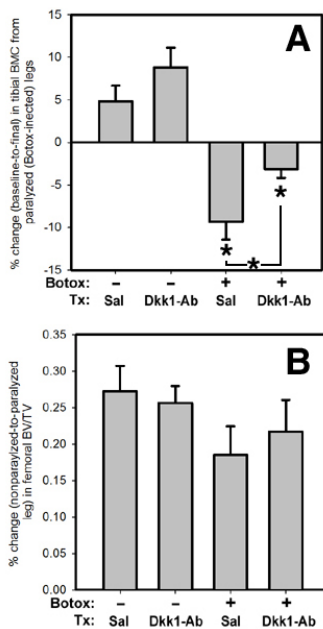 A
% change (baseline-to-final) in tibial BMC from
paralyzed (Botox-inected) legs
15
10
5
0
-5
-10
-15
* * *
Botox: – – + +
Tx: Sal Dkk1-Ab Sal Dkk1-Ab
B
% change (nonparaylzed-to-paralyzed
leg) in femoral BV/TV
0.35
0.30
0.25
0.20
0.15
0.10
0.05
0.00
Botox: – – + +
Tx: Sal Dkk1-Ab Sal Dkk1-Ab